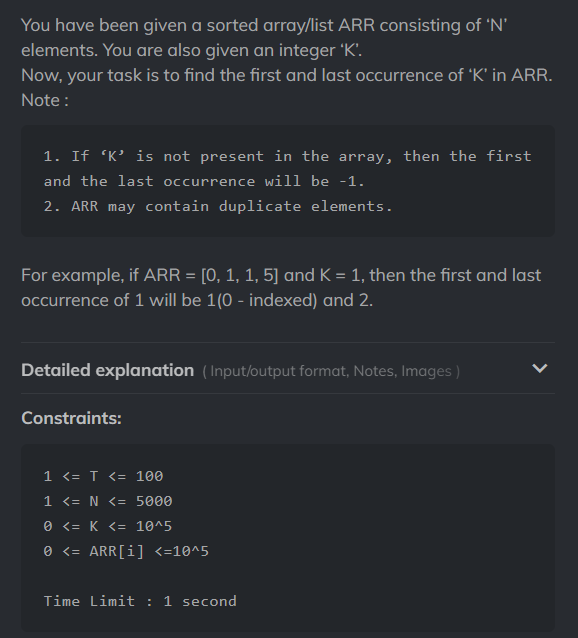 You have been given a sorted array/list ARR consisting of ‘N’
elements. You are also given an integer ‘K’.
Now, your task is to find the first and last occurrence of ‘K’ in ARR.
Note :
1. If ‘K’ is not present in the array, then the first
and the last occurrence will be -1.
2. ARR may contain duplicate elements.
For example, if ARR = [0, 1, 1, 5] and K = 1, then the first and last
occurrence of 1 will be 1(0 - indexed) and 2.
Detailed explanation ( Input/output format, Notes, Images )
Constraints:
1 <= T <= 100
1 <= N <= 5000
0 <= K <= 10^5
0 <= ARR[i] <=10^5
Time Limit : 1 second